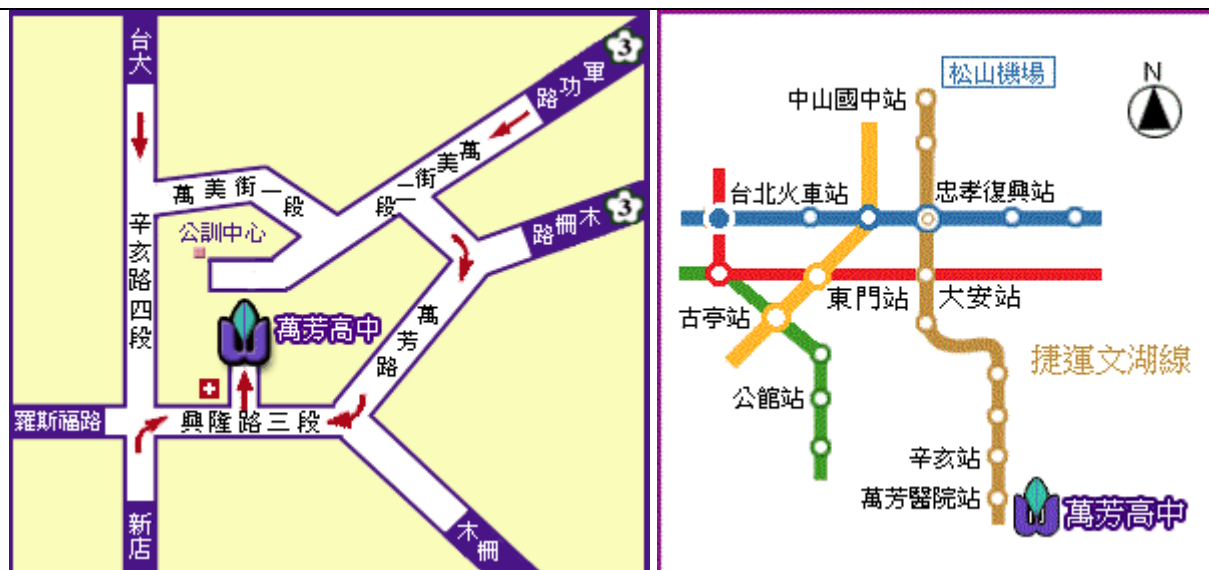 台大
3
軍功路
萬美街二段
萬美街一段
3
木柵路
公訓中心
辛亥路四段
萬芳高中
萬芳路
羅斯福路
興隆路三段
新店
木柵
松山機場
N
中山國中站
台北火車站
忠孝復興站
古亭站
東門站
大安站
捷運文湖線
公館站
辛亥站
萬芳醫院站
萬芳高中